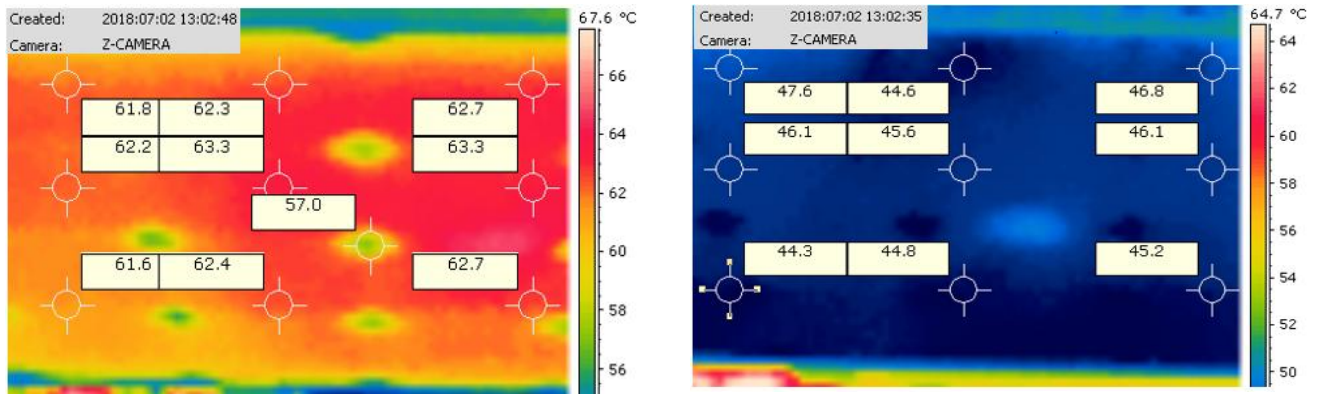 Created: 2018:07:02 13:02:48
Camera: Z-CAMERA
67.6 °C
66
64
62
60
58
56
61.8 62.3 62.7
62.2 63.3 63.3
57.0
61.6 62.4 62.7
Created: 2018:07:02 13:02:35
Camera: Z-CAMERA
64.7 °C
64
62
60
58
56
54
52
50
47.6 44.6 46.8
46.1 45.6 46.1
44.3 44.8 45.2